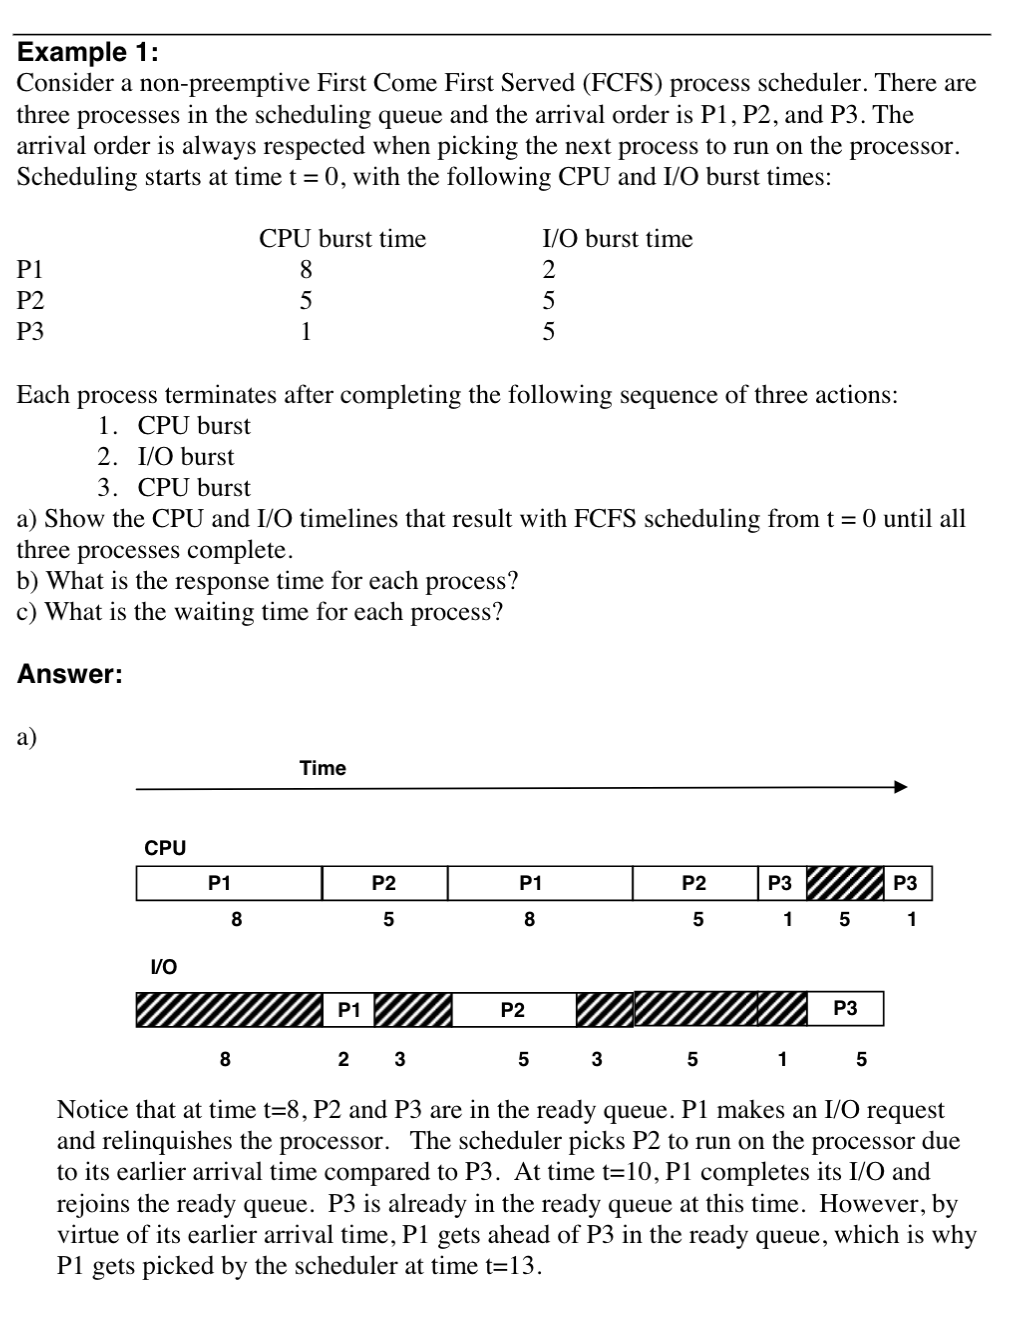 Example 1:
Consider a non-preemptive First Come First Served (FCFS) process scheduler. There are
three processes in the scheduling queue and the arrival order is P1, P2, and P3. The
arrival order is always respected when picking the next process to run on the processor.
Scheduling starts at time t = 0, with the following CPU and I/O burst times:
CPU burst time I/O burst time
P1 8 2
P2 5 5
P3 1 5
Each process terminates after completing the following sequence of three actions:
1. CPU burst
2. I/O burst
3. CPU burst
a) Show the CPU and I/O timelines that result with FCFS scheduling from t = 0 until all
three processes complete.
b) What is the response time for each process?
c) What is the waiting time for each process?
Answer:
a)
Time
CPU
P1 P2 P1 P2 P3 P3
8 5 8 5 1 5 1
I/O
P1 P2 P3
8 2 3 5 3 5 1 5
Notice that at time t=8, P2 and P3 are in the ready queue. P1 makes an I/O request
and relinquishes the processor. The scheduler picks P2 to run on the processor due
to its earlier arrival time compared to P3. At time t=10, P1 completes its I/O and
rejoins the ready queue. P3 is already in the ready queue at this time. However, by
virtue of its earlier arrival time, P1 gets ahead of P3 in the ready queue, which is why
P1 gets picked by the scheduler at time t=13.